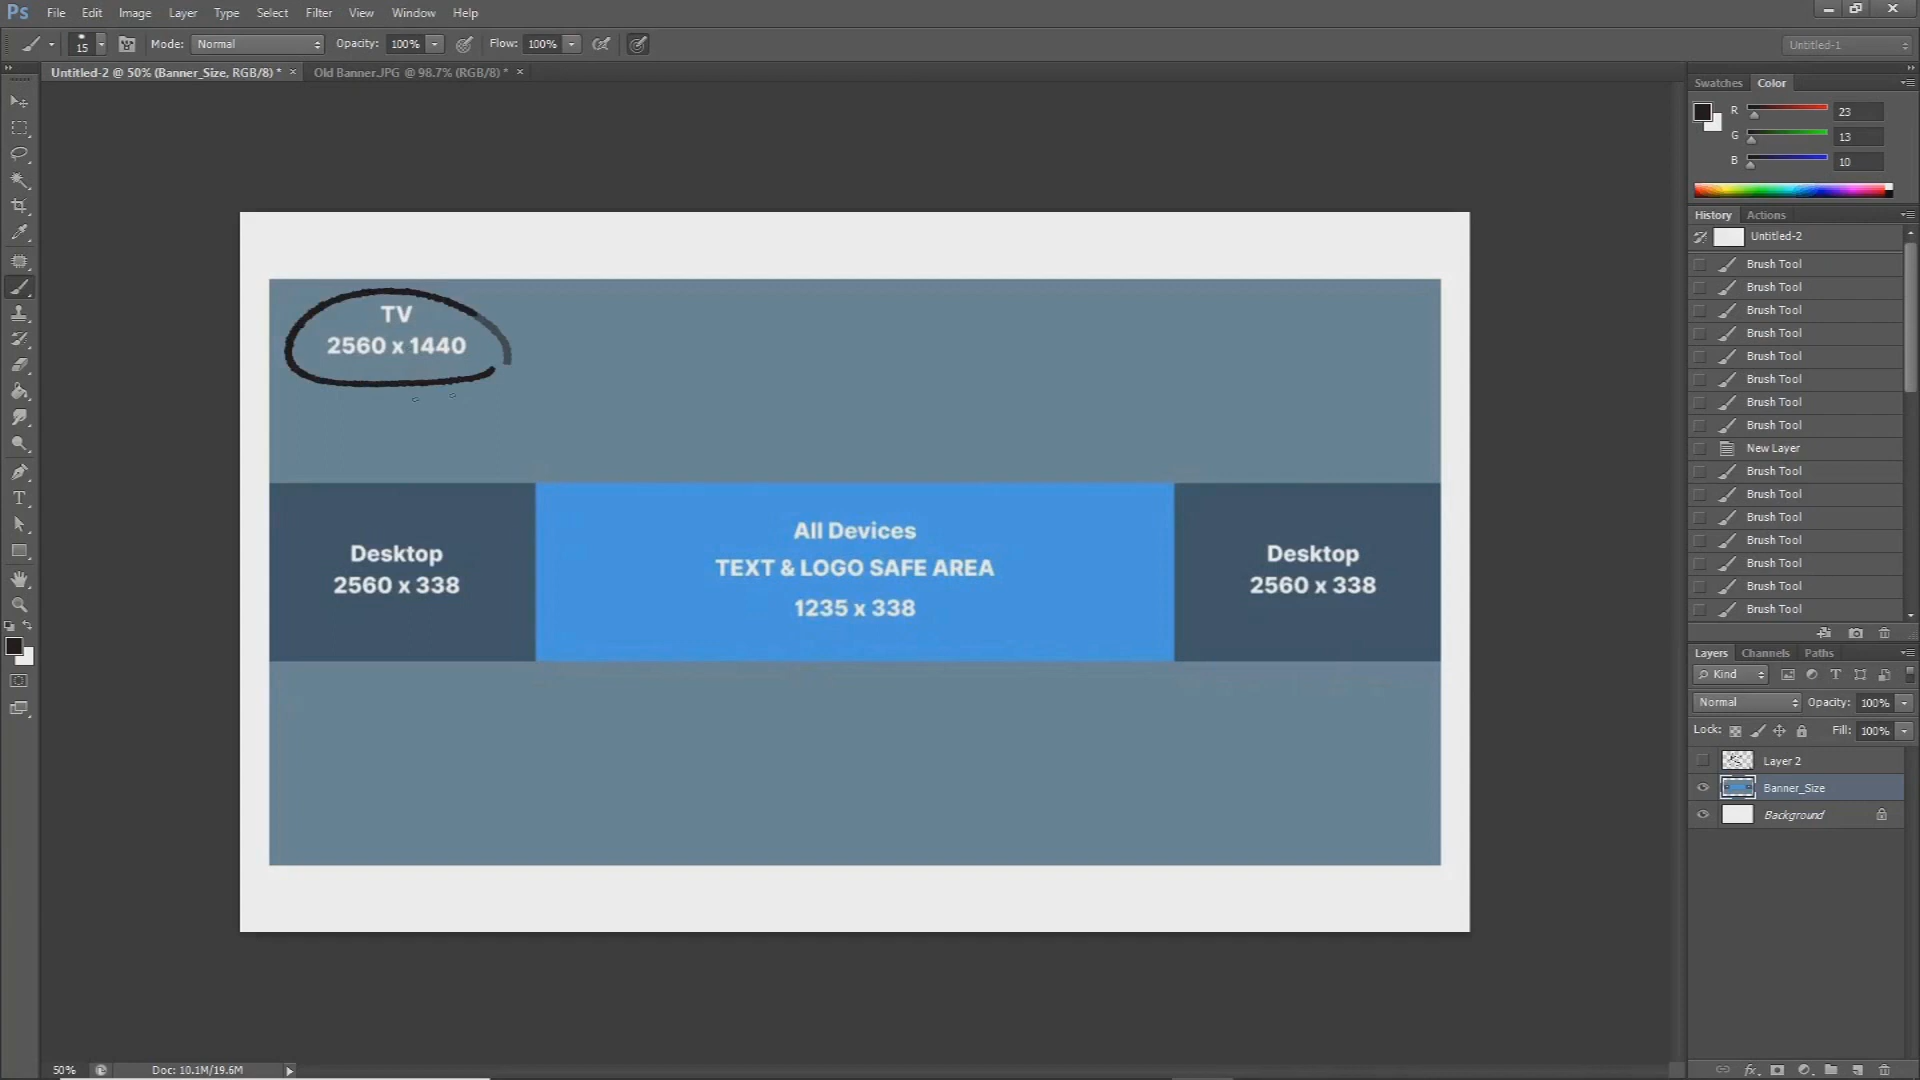 Ps File Edit Image Layer Type Select Filter View Window Help
15 Mode: Normal Opacity: 100% Flow: 100% Untitled-1
Untitled-2 @ 50% (Banner_Size, RGB/8) * × Old Banner.JPG @ 98.7% (RGB/8) * ×
Swatches Color
R 23
G 13
B 10
History Actions
Untitled-2
Brush Tool
Brush Tool
Brush Tool
Brush Tool
Brush Tool
Brush Tool
Brush Tool
Brush Tool
New Layer
Brush Tool
Brush Tool
Brush Tool
Brush Tool
Brush Tool
Brush Tool
Brush Tool
Layers Channels Paths
Kind
Normal Opacity: 100%
Lock: Fill: 100%
Layer 2
Banner_Size
Background
TV
2560 x 1440
Desktop
2560 x 338
All Devices
TEXT & LOGO SAFE AREA
1235 x 338
Desktop
2560 x 338
50% Doc: 10.1M/19.6M